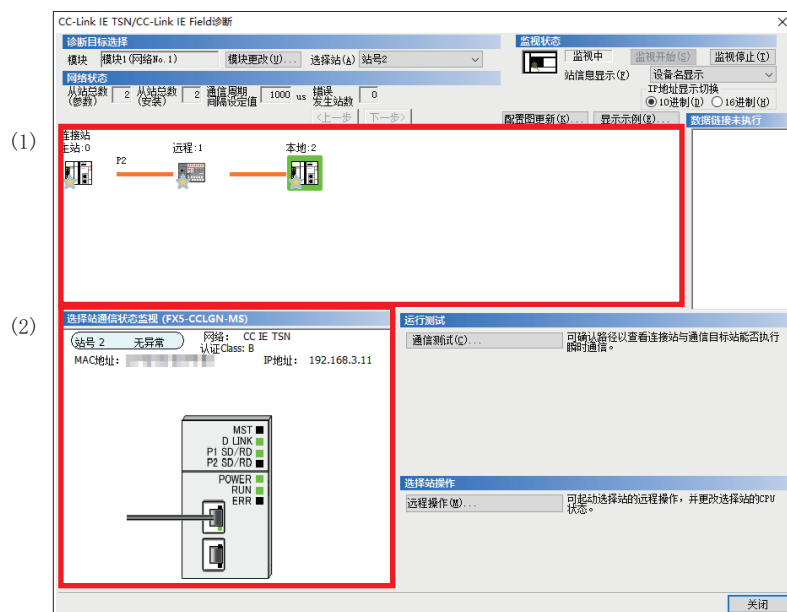 CC-Link IE TSN/CC-Link IE Field诊断
诊断目标选择
模块 模块1(网络No. 1) 模块更改(U)... 选择站(A) 站号2
监视状态
监视中 监视开始(S) 监视停止(T)
站信息显示(F) 设备名显示
IP地址显示切换
10进制(D) 16进制(H)
网络状态
从站总数(参数) 2 从站总数(安装) 2 通信周期间隔设定值 1000 us 错误发生站数 0
<上一步 下一步>
配置图更新(K)... 显示示例(E)... 数据链接未执行
(1)
连接站
主站:0 远程:1 本地:2
P2
(2)
选择站通信状态监视 (FX5-CCLGN-MS)
站号 2 无异常
网络: CC IE TSN
认证Class: B
MAC地址: IP地址: 192.168.3.11
MST
D LINK
P1 SD/RD
P2 SD/RD
POWER
RUN
ERR
运行测试
通信测试(C)... 可确认路径以查看连接站与通信目标站能否执行
瞬时通信。
选择站操作
远程操作(M)... 可起动选择站的远程操作，并更改选择站的CPU
状态。
关闭